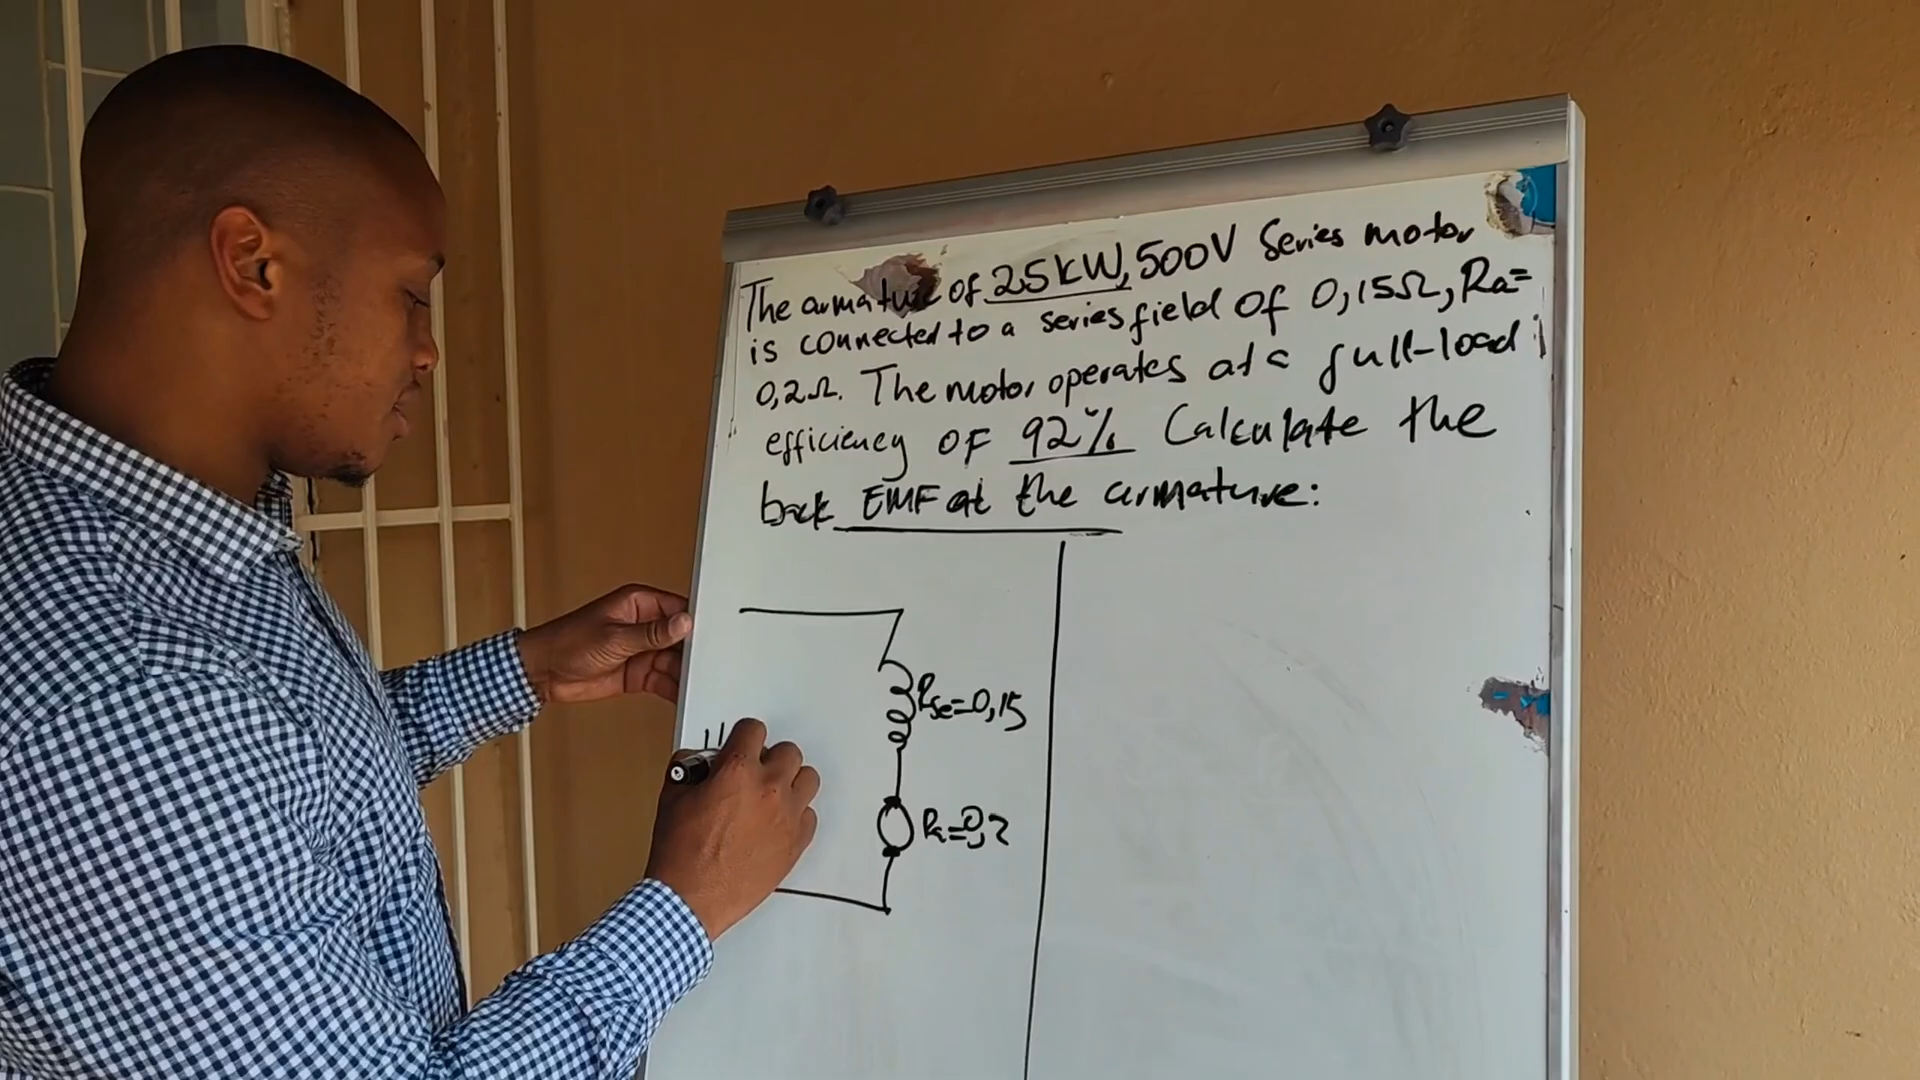 The armature of 25kW, 500V Series motor
is connected to a series field of 0,15Ω, Ra=
0,2Ω. The motor operates at a full-load
efficiency of 92% Calculate the
back EMF at the armature:
Rse=0,15
Ra=0,2